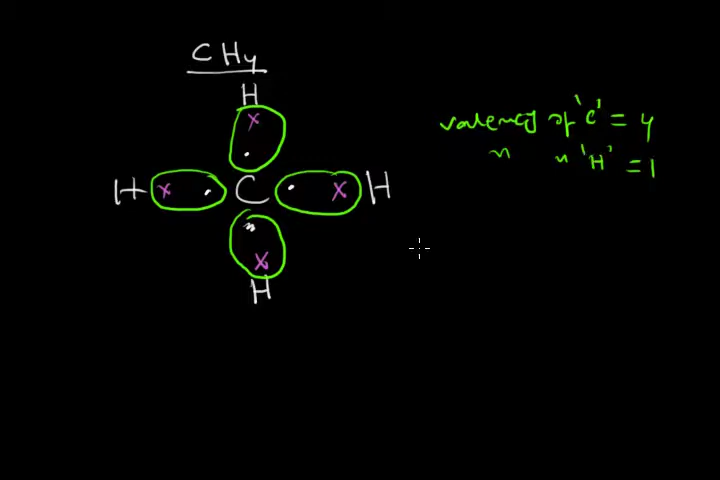 CH4
H
x
H x . C . x H
x
H
valency of 'C' = 4
" " 'H' = 1